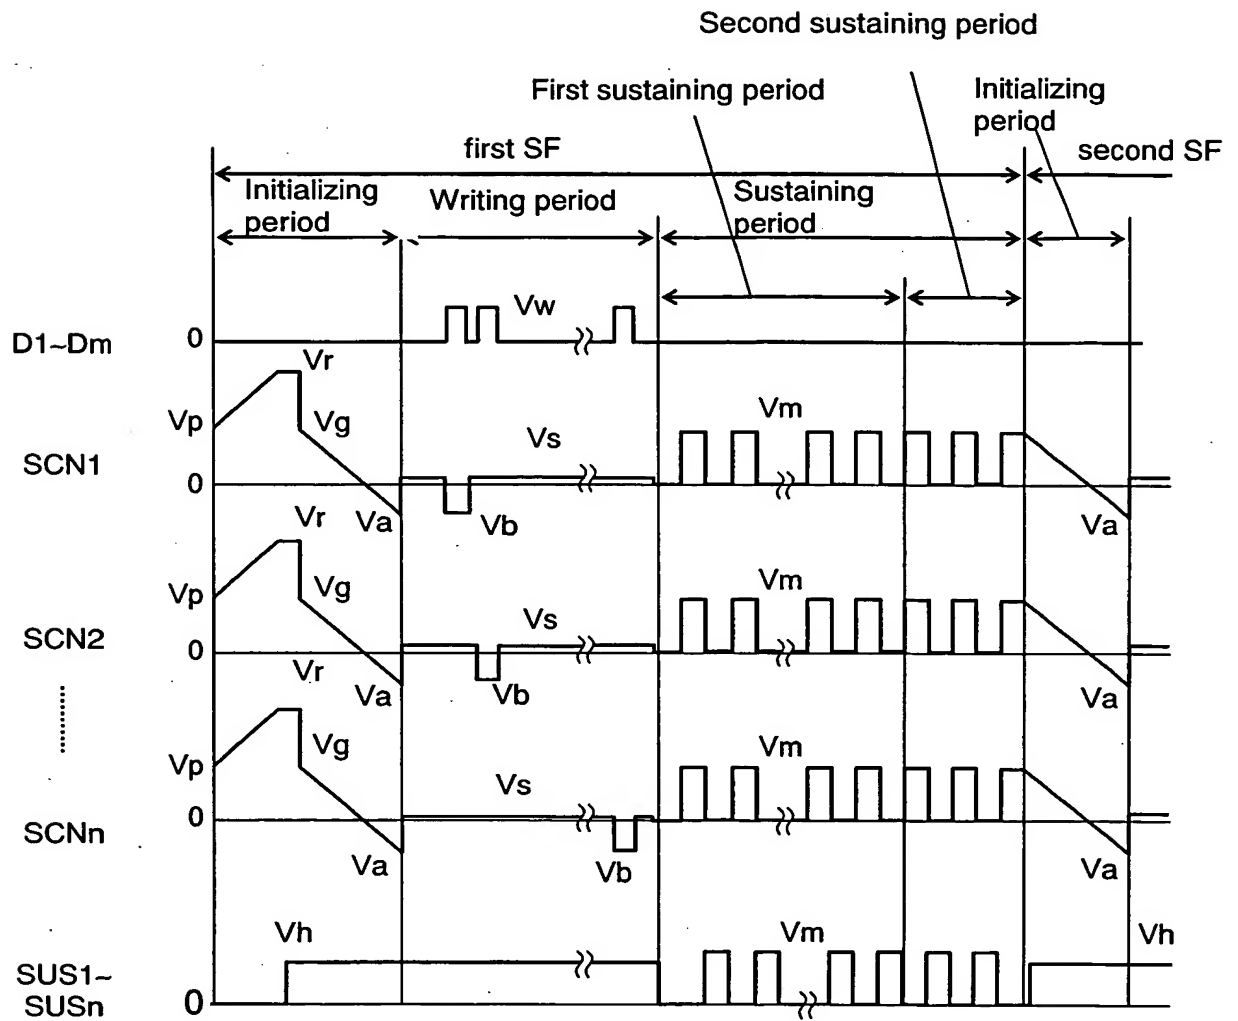 Second sustaining period
First sustaining period
Initializing
period
first SF
second SF
Initializing
period
Writing period
Sustaining
period
Vw
D1~Dm
0
Vr
Vp
Vg
Vm
SCN1
Vs
0
Vr
Va
Vb
Va
Vp
Vg
Vm
SCN2
Vs
0
Vr
Va
Vb
Va
Vp
Vg
Vm
Vs
0
SCNn
Va
Vb
Va
Vh
Vm
Vh
SUS1~
SUSn
0